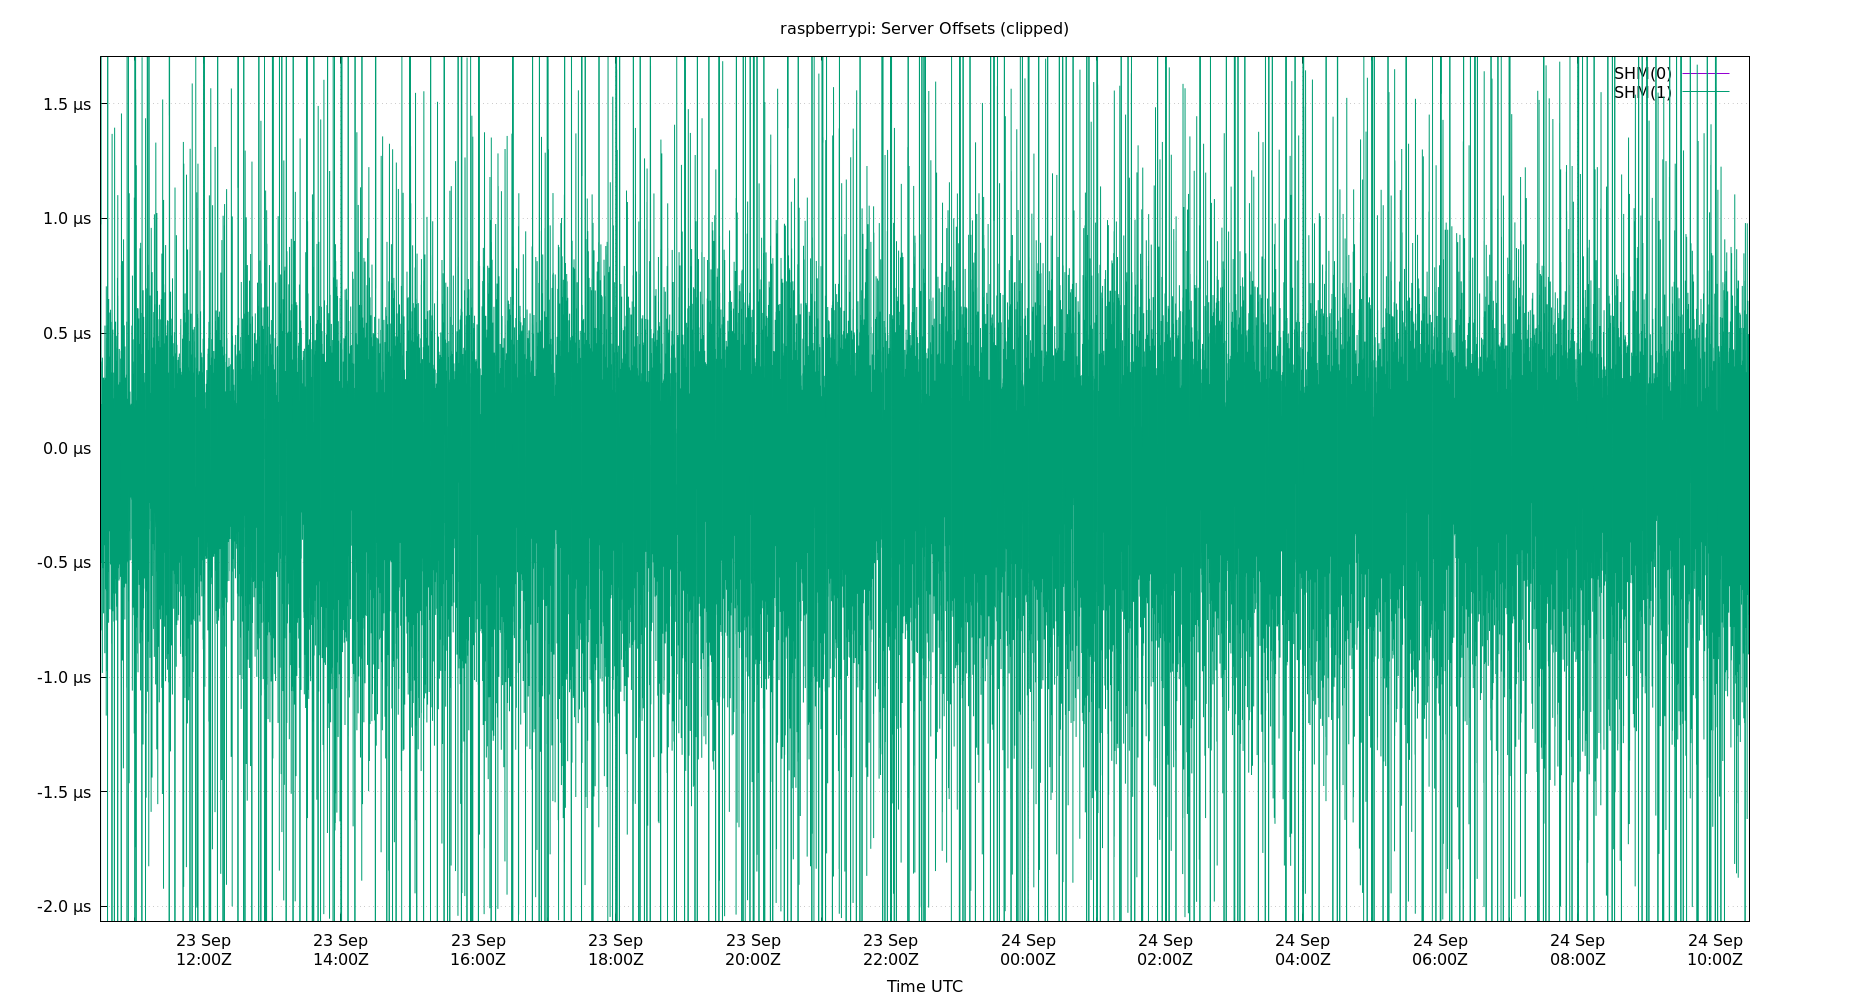 raspberrypi: Server Offsets (clipped)
SHM(0)
SHM(1)
1.5 µs
1.0 µs
0.5 µs
0.0 µs
-0.5 µs
-1.0 µs
-1.5 µs
-2.0 µs
23 Sep 23 Sep 23 Sep 23 Sep 23 Sep 23 Sep 24 Sep 24 Sep 24 Sep 24 Sep 24 Sep 24 Sep
12:00Z 14:00Z 16:00Z 18:00Z 20:00Z 22:00Z 00:00Z 02:00Z 04:00Z 06:00Z 08:00Z 10:00Z
Time UTC